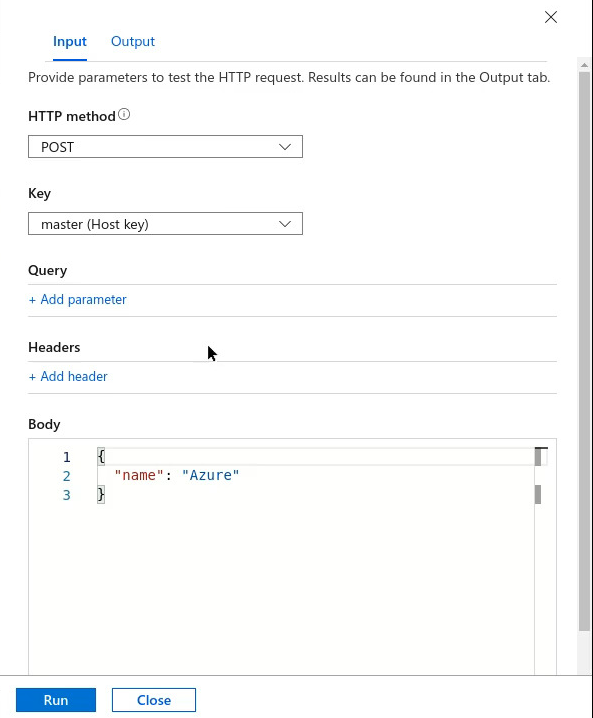 Input Output
Provide parameters to test the HTTP request. Results can be found in the Output tab.
HTTP method
POST
Key
master (Host key)
Query
+ Add parameter
Headers
+ Add header
Body
1 {
2 "name": "Azure"
3 }
Run Close